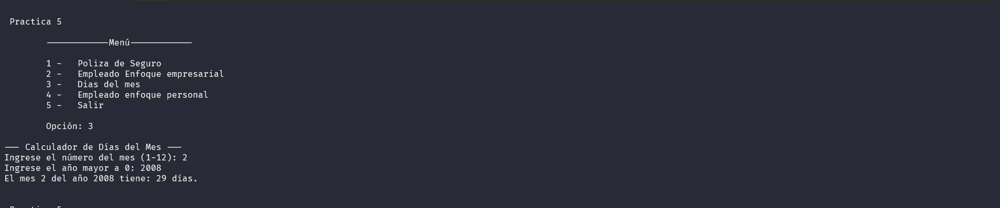 Practica 5
────────────Menú────────────
1 - Poliza de Seguro
2 - Empleado Enfoque empresarial
3 - Dias del mes
4 - Empleado enfoque personal
5 - Salir
Opción: 3
─── Calculador de Días del Mes ───
Ingrese el número del mes (1-12): 2
Ingrese el año mayor a 0: 2008
El mes 2 del año 2008 tiene: 29 días.
Practica 5